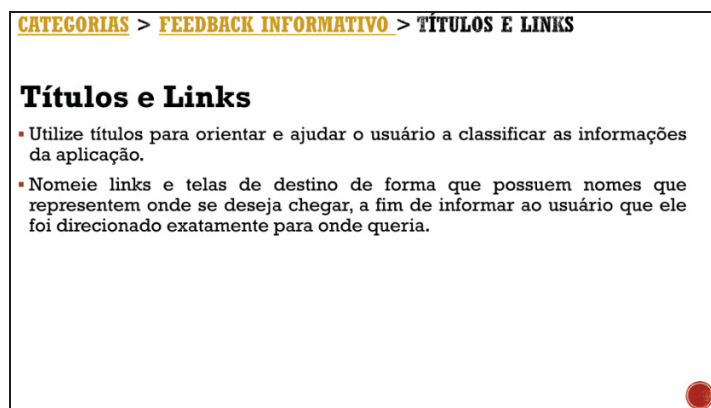 CATEGORIAS > FEEDBACK INFORMATIVO > TÍTULOS E LINKS
Títulos e Links
▪ Utilize títulos para orientar e ajudar o usuário a classificar as informações
da aplicação.
▪ Nomeie links e telas de destino de forma que possuem nomes que
representem onde se deseja chegar, a fim de informar ao usuário que ele
foi direcionado exatamente para onde queria.